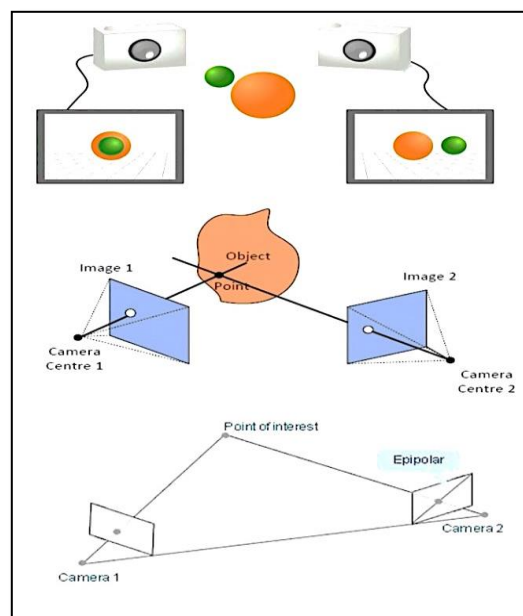 Object
Point
Image 1
Image 2
Camera
Centre 1
Camera
Centre 2
Point of interest
Epipolar
Camera 2
Camera 1